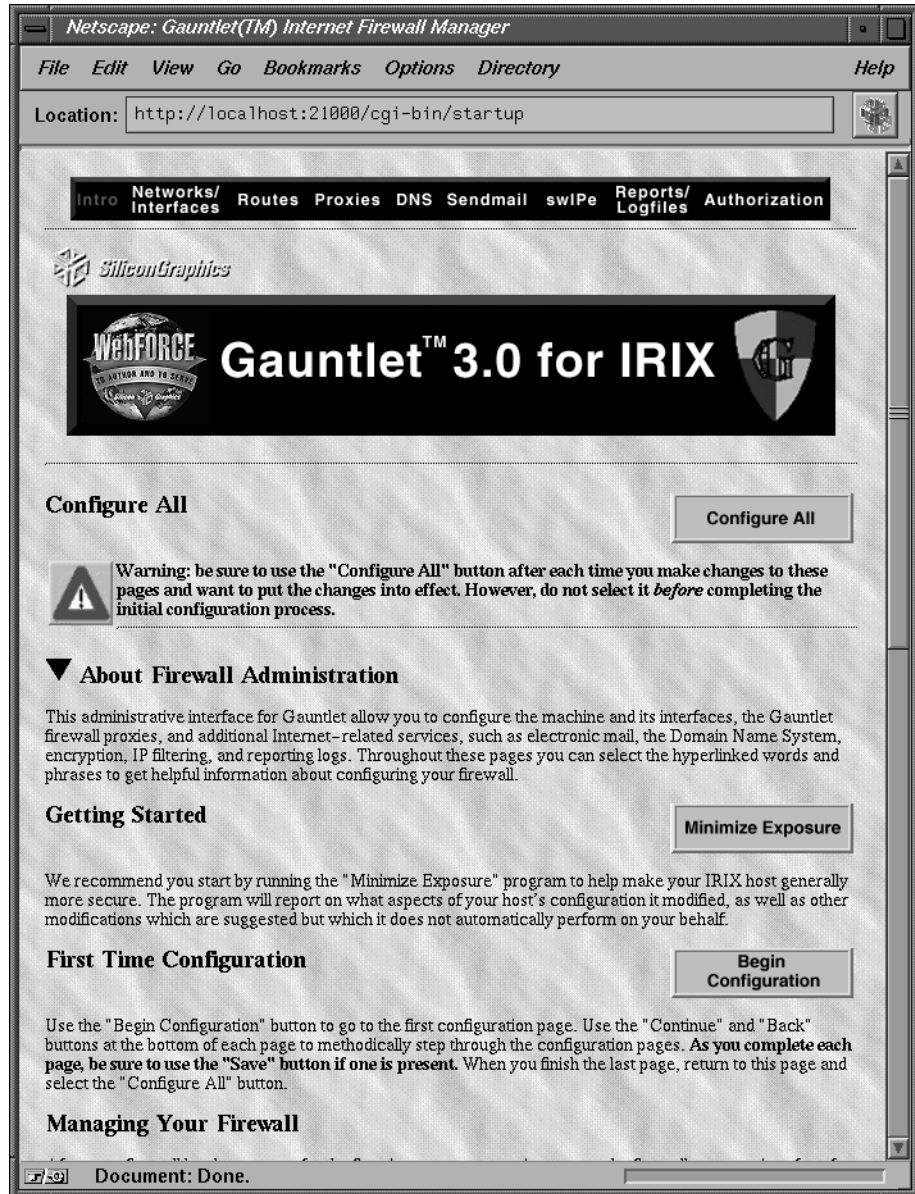 Netscape: Gauntlet(TM) Internet Firewall Manager
File Edit View Go Bookmarks Options Directory Help
Location: http://localhost:21000/cgi-bin/startup
Intro Networks/ Interfaces Routes Proxies DNS Sendmail swIPe Reports/ Logfiles Authorization
SiliconGraphics
WebFORCE
TO AUTHOR AND TO SERVE
Silicon Graphics
Gauntlet™ 3.0 for IRIX
G
Configure All
Configure All
Warning: be sure to use the "Configure All" button after each time you make changes to these
pages and want to put the changes into effect. However, do not select it before completing the
initial configuration process.
About Firewall Administration
This administrative interface for Gauntlet allow you to configure the machine and its interfaces, the Gauntlet
firewall proxies, and additional Internet-related services, such as electronic mail, the Domain Name System,
encryption, IP filtering, and reporting logs. Throughout these pages you can select the hyperlinked words and
phrases to get helpful information about configuring your firewall.
Getting Started
Minimize Exposure
We recommend you start by running the "Minimize Exposure" program to help make your IRIX host generally
more secure. The program will report on what aspects of your host's configuration it modified, as well as other
modifications which are suggested but which it does not automatically perform on your behalf.
First Time Configuration
Begin
Configuration
Use the "Begin Configuration" button to go to the first configuration page. Use the "Continue" and "Back"
buttons at the bottom of each page to methodically step through the configuration pages. As you complete each
page, be sure to use the "Save" button if one is present. When you finish the last page, return to this page and
select the "Configure All" button.
Managing Your Firewall
Document: Done.